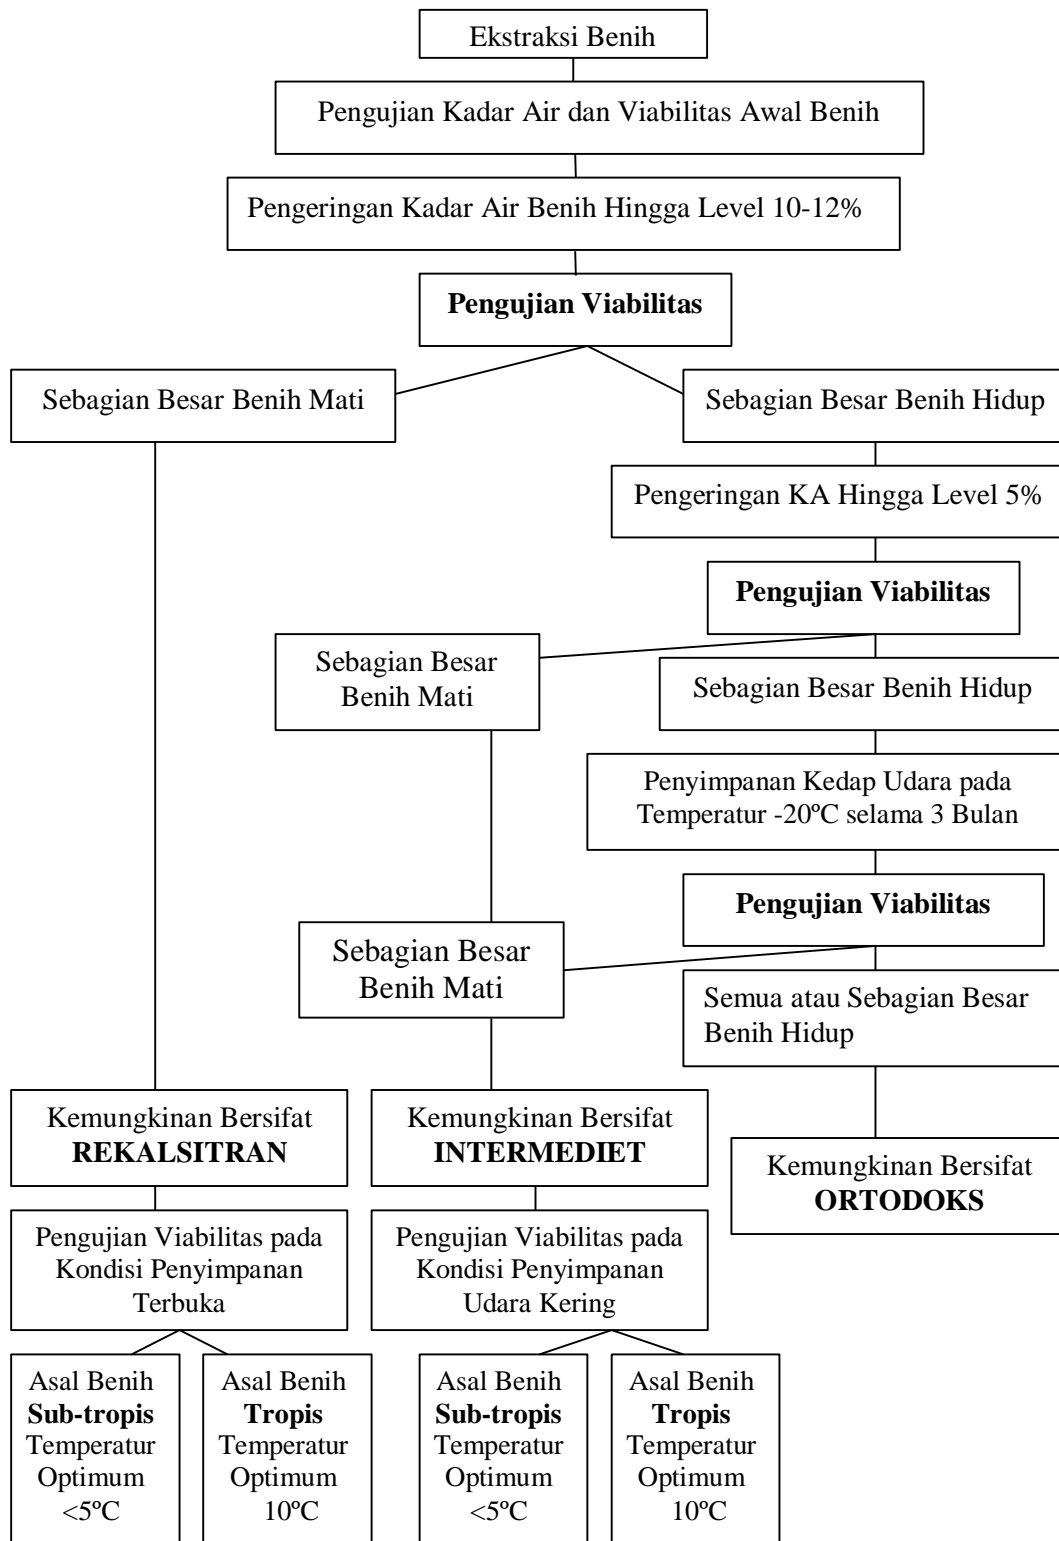 Ekstraksi Benih
Pengujian Kadar Air dan Viabilitas Awal Benih
Pengeringan Kadar Air Benih Hingga Level 10-12%
Pengujian Viabilitas
Sebagian Besar Benih Mati
Sebagian Besar Benih Hidup
Pengeringan KA Hingga Level 5%
Pengujian Viabilitas
Sebagian Besar
Benih Mati
Sebagian Besar Benih Hidup
Penyimpanan Kedap Udara pada
Temperatur -20ºC selama 3 Bulan
Pengujian Viabilitas
Sebagian Besar
Benih Mati
Semua atau Sebagian Besar
Benih Hidup
Kemungkinan Bersifat
REKALSITRAN
Kemungkinan Bersifat
INTERMEDIET
Kemungkinan Bersifat
ORTODOKS
Pengujian Viabilitas pada
Kondisi Penyimpanan
Terbuka
Pengujian Viabilitas pada
Kondisi Penyimpanan
Udara Kering
Asal Benih
Sub-tropis
Temperatur
Optimum
<5ºC
Asal Benih
Tropis
Temperatur
Optimum
10ºC
Asal Benih
Sub-tropis
Temperatur
Optimum
<5ºC
Asal Benih
Tropis
Temperatur
Optimum
10ºC